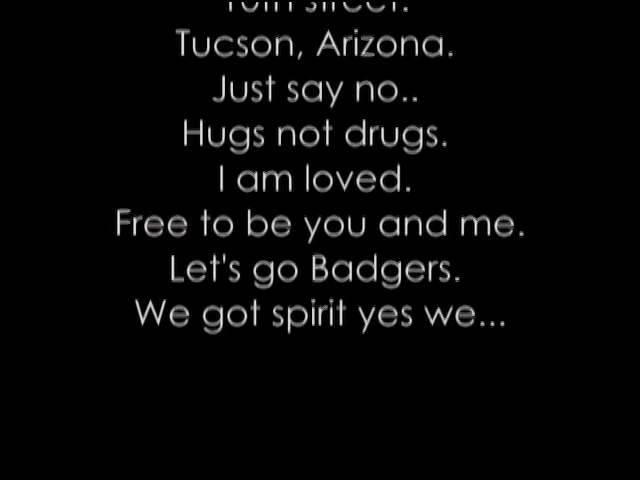 Tucson, Arizona.
Just say no..
Hugs not drugs.
I am loved.
Free to be you and me.
Let's go Badgers.
We got spirit yes we...